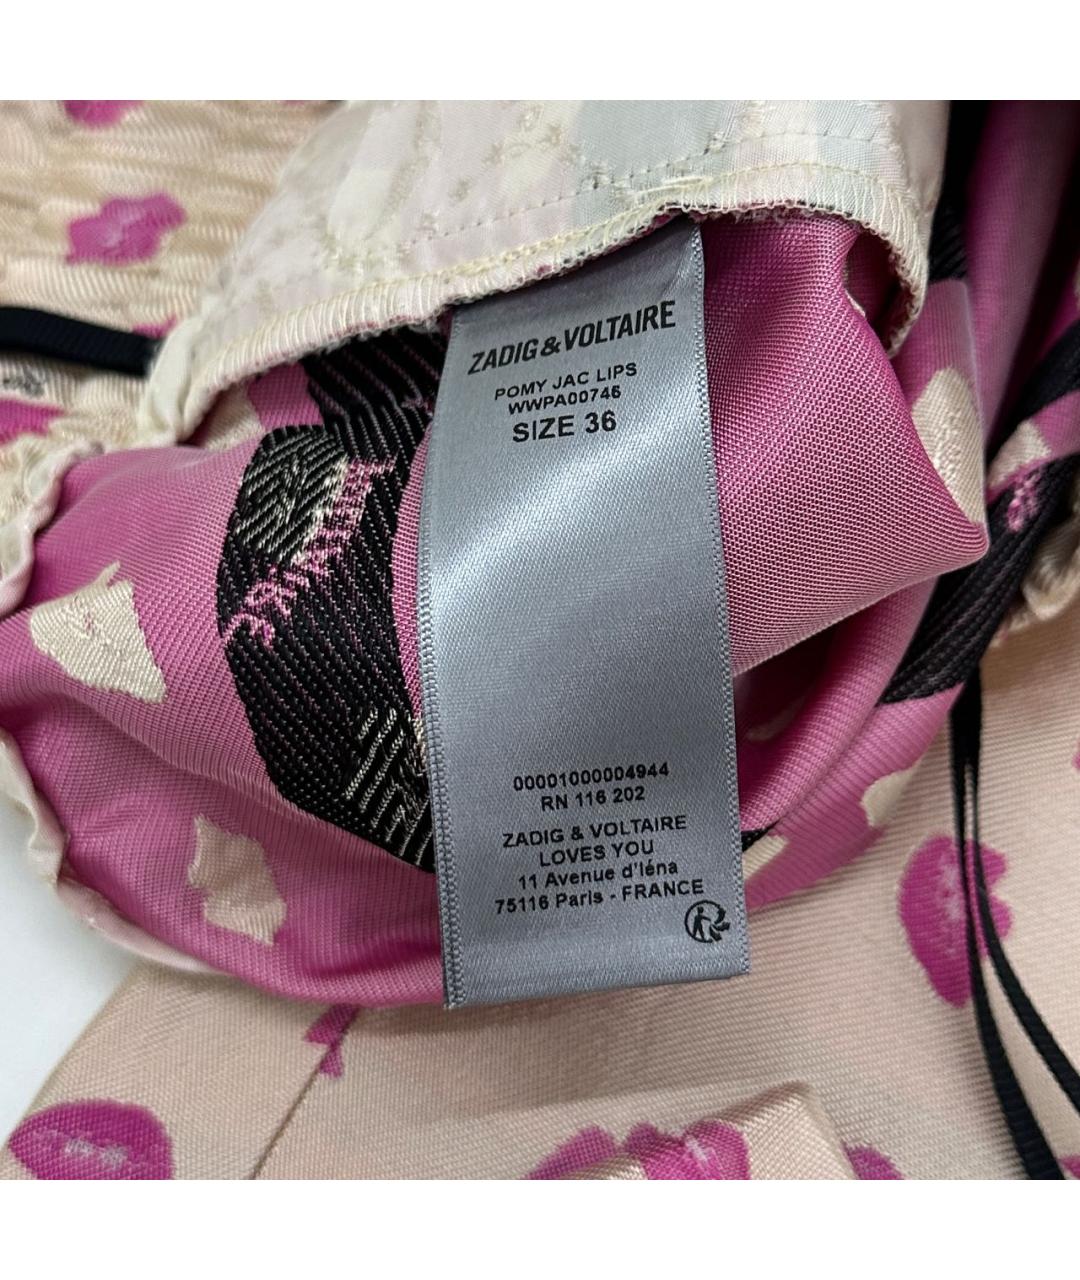 ZADIG&VOLTAIRE
POMY JAC LIPS
WWPA00746
SIZE 36
00001000004944
RN 116 202
ZADIG & VOLTAIRE
LOVES YOU
11 Avenue d'Iéna
75116 Paris - FRANCE